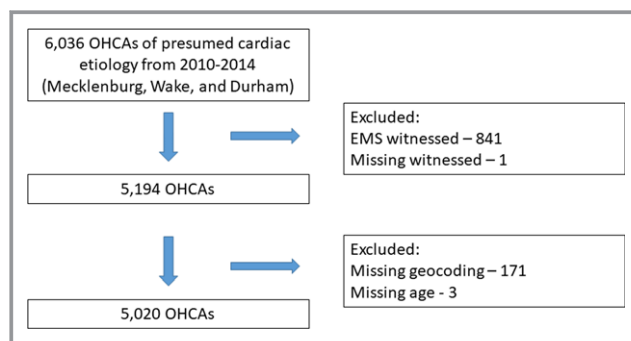 6,036 OHCAs of presumed cardiac
etiology from 2010-2014
(Mecklenburg, Wake, and Durham)
Excluded:
EMS witnessed – 841
Missing witnessed – 1
5,194 OHCAs
Excluded:
Missing geocoding – 171
Missing age - 3
5,020 OHCAs